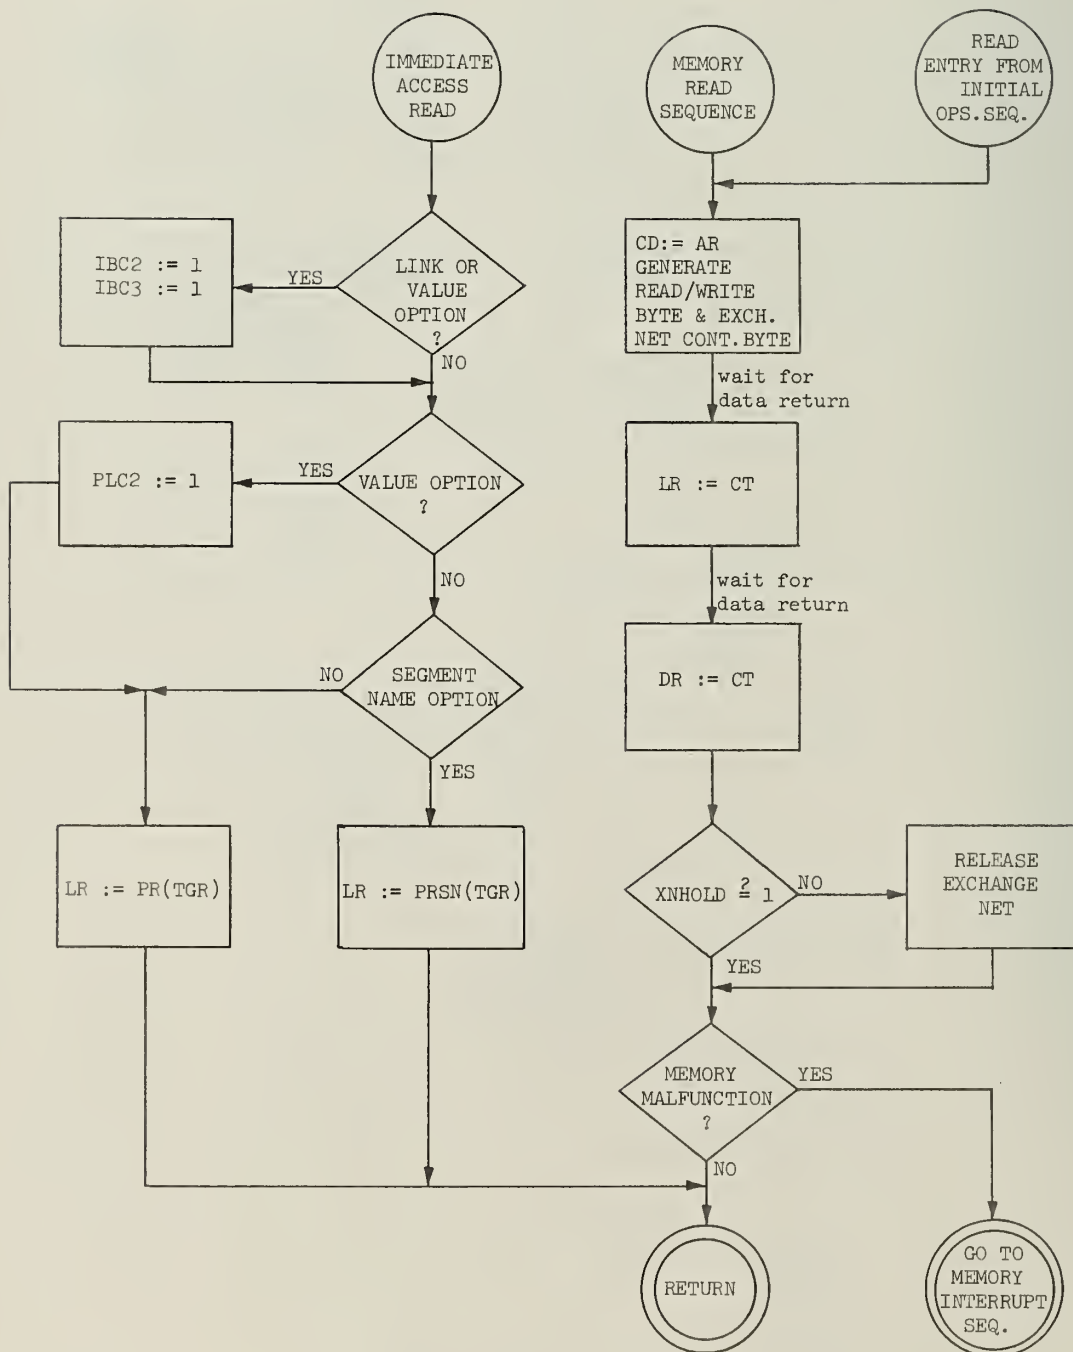 IMMEDIATE
ACCESS
READ
LINK OR
VALUE
OPTION
?
YES
NO
IBC2 := 1
IBC3 := 1
VALUE OPTION
?
YES
NO
PLC2 := 1
SEGMENT
NAME OPTION
NO
YES
LR := PR(TGR)
LR := PRSN(TGR)
MEMORY
READ
SEQUENCE
READ
ENTRY FROM
INITIAL
OPS.SEQ.
CD:= AR
GENERATE
READ/WRITE
BYTE & EXCH.
NET CONT.BYTE
wait for
data return
LR := CT
wait for
data return
DR := CT
XNHOLD ≟ 1
NO
YES
RELEASE
EXCHANGE
NET
MEMORY
MALFUNCTION
?
YES
NO
RETURN
GO TO
MEMORY
INTERRUPT
SEQ.